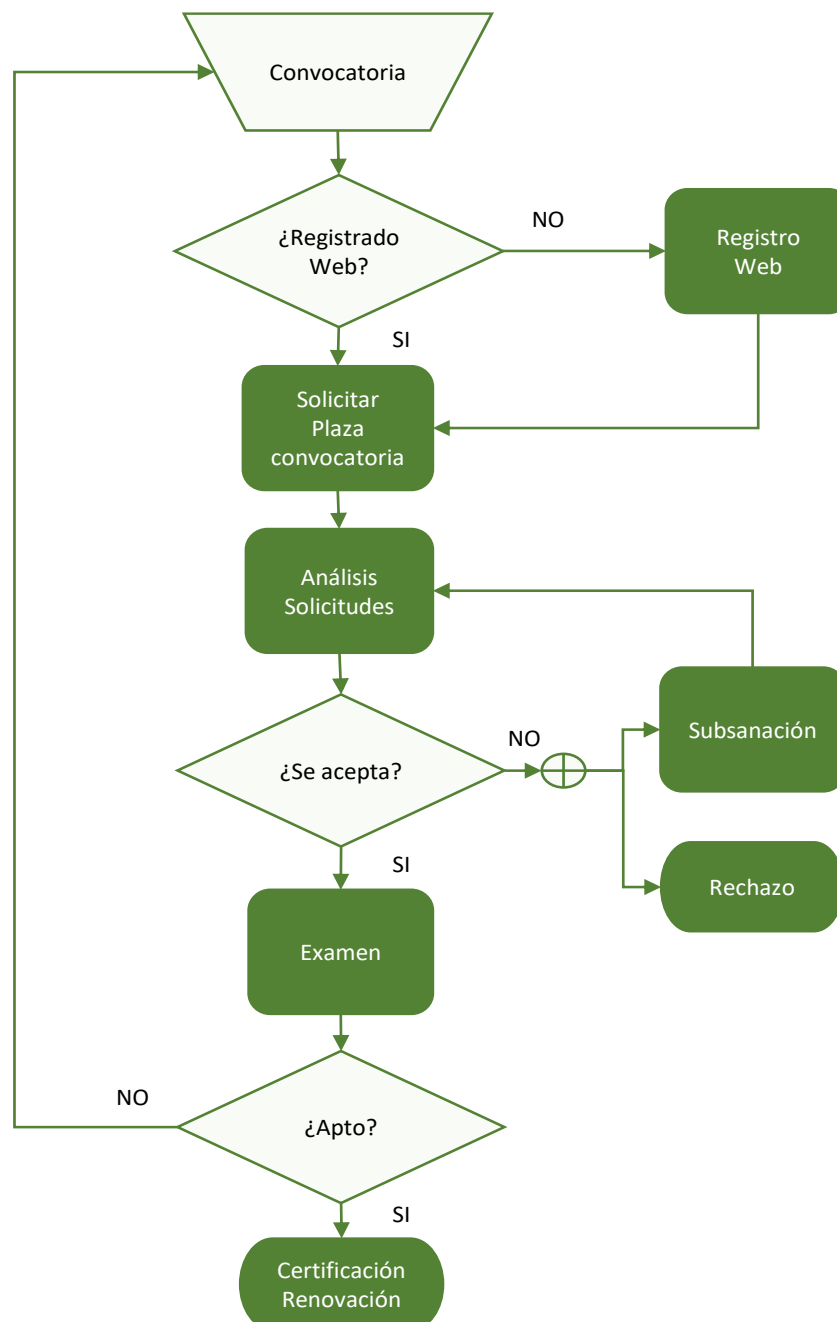 Convocatoria
¿Registrado
Web?
NO
Registro
Web
SI
Solicitar
Plaza
convocatoria
Análisis
Solicitudes
Subsanación
NO
¿Se acepta?
SI
Rechazo
Examen
NO
¿Apto?
SI
Certificación
Renovación